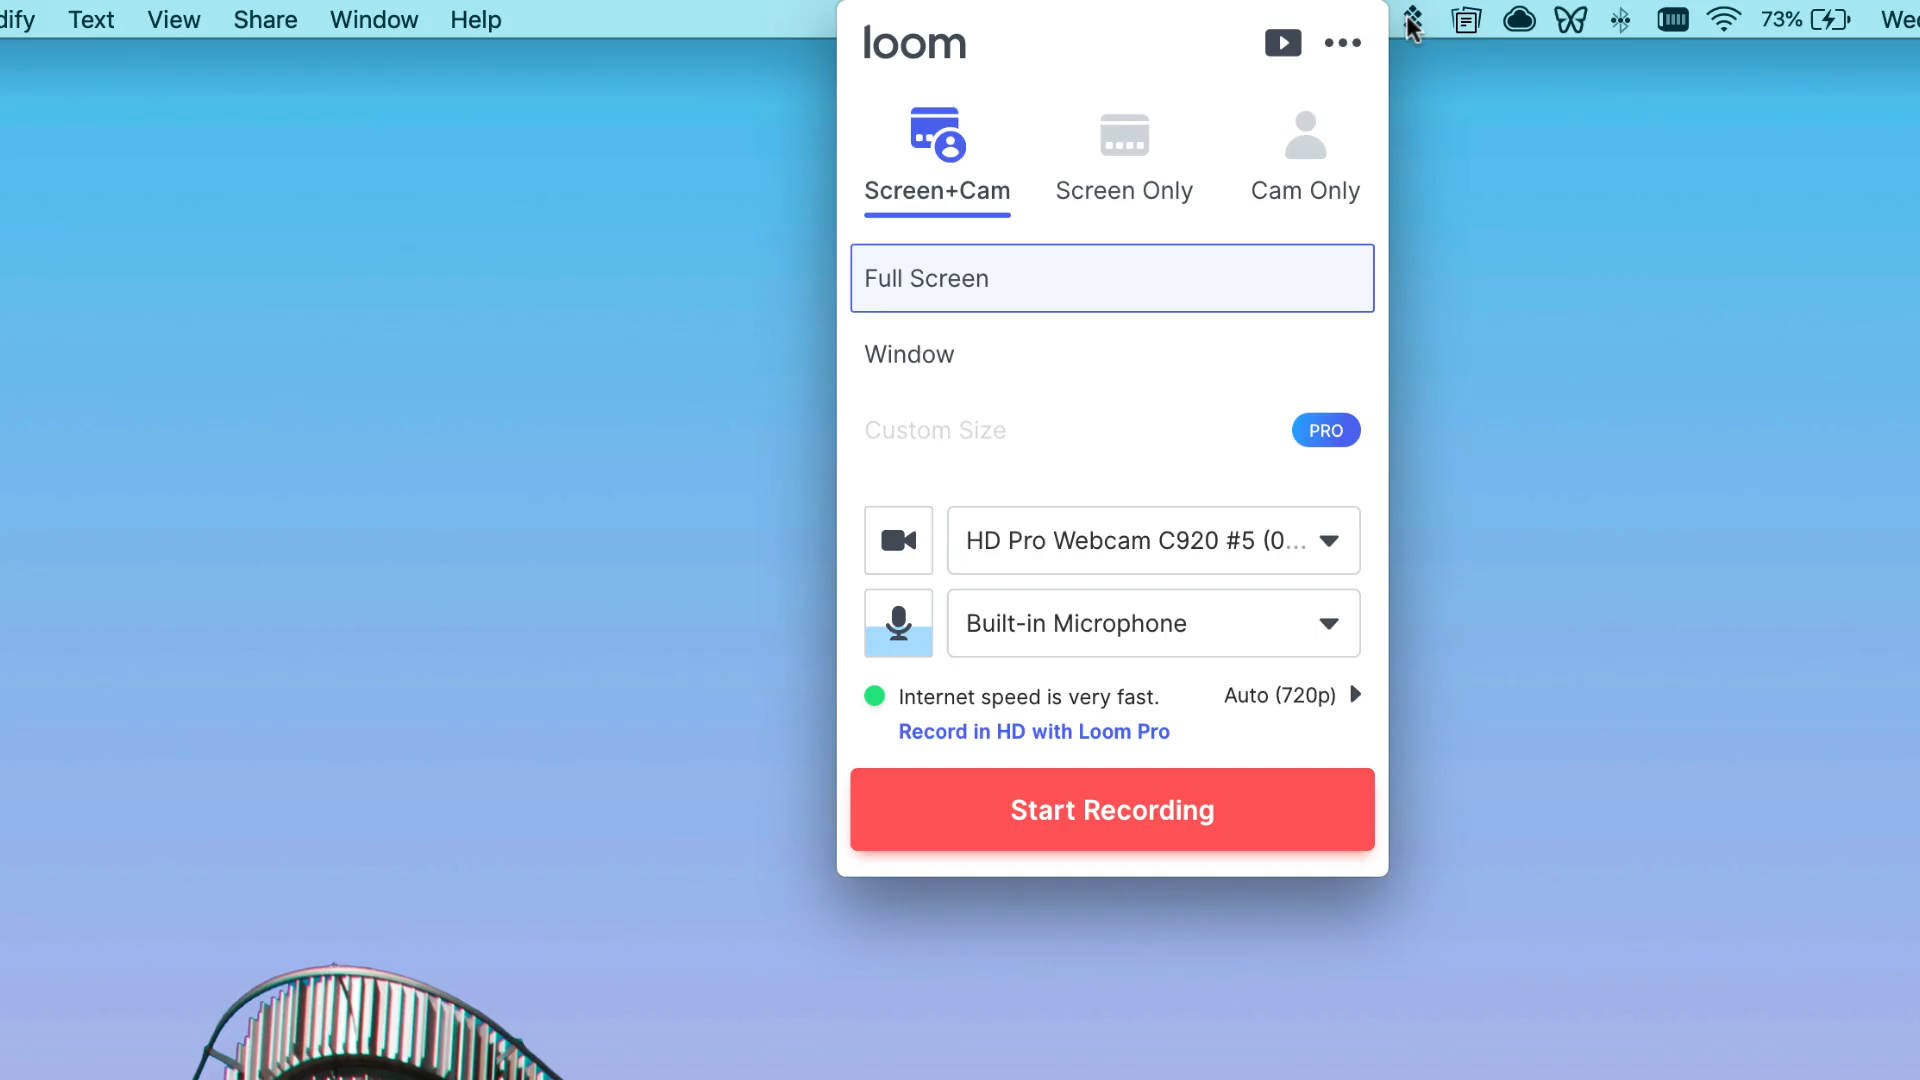 dify Text View Share Window Help 73% Wed
loom
Screen+Cam Screen Only Cam Only
Full Screen
Window
Custom Size PRO
HD Pro Webcam C920 #5 (0...
Built-in Microphone
Internet speed is very fast. Auto (720p)
Record in HD with Loom Pro
Start Recording